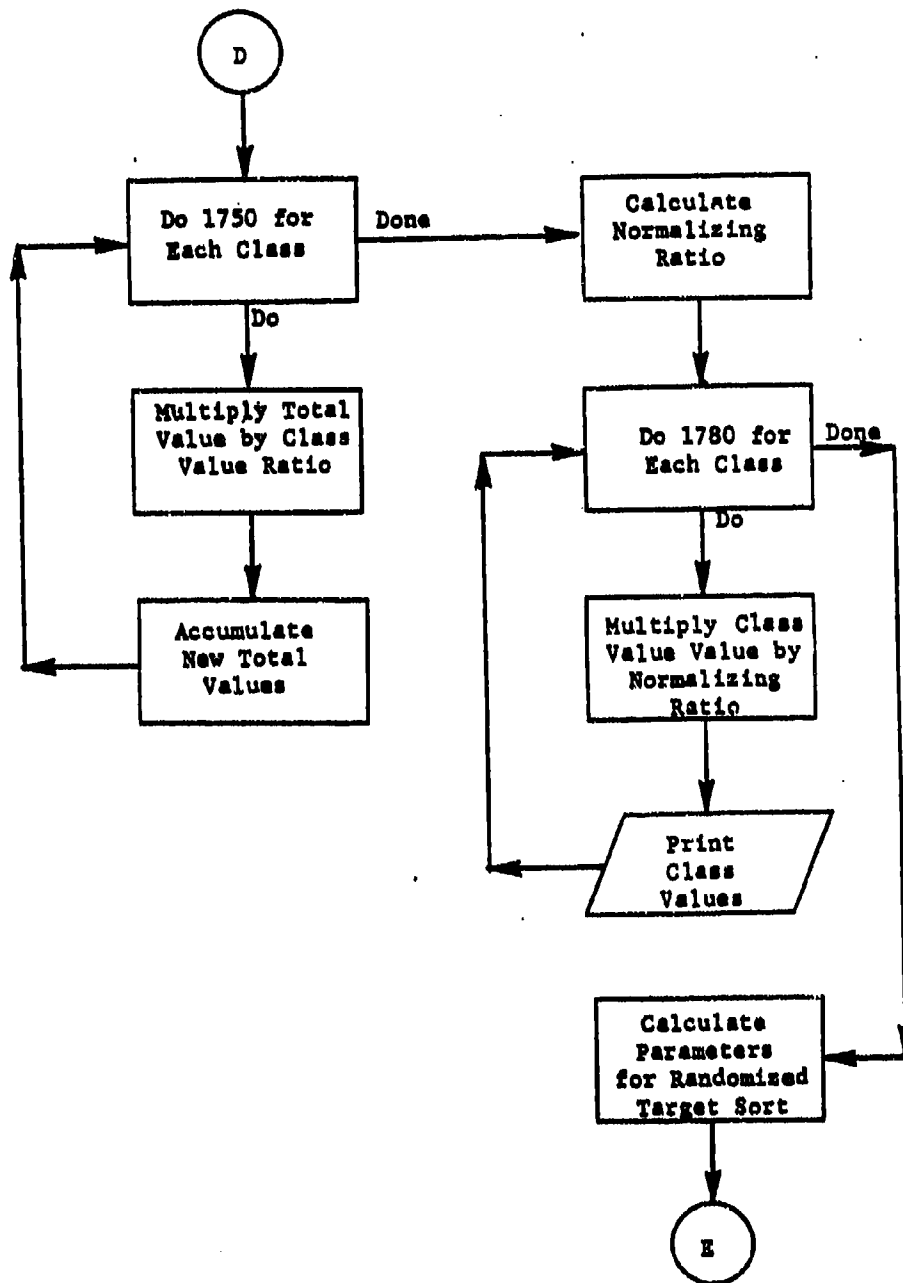 D
Do 1750 for
Each Class
Done
Do
Multiply Total
Value by Class
Value Ratio
Accumulate
New Total
Values
Calculate
Normalizing
Ratio
Do 1780 for
Each Class
Done
Do
Multiply Class
Value Value by
Normalizing
Ratio
Print
Class
Values
Calculate
Parameters
for Randomized
Target Sort
E